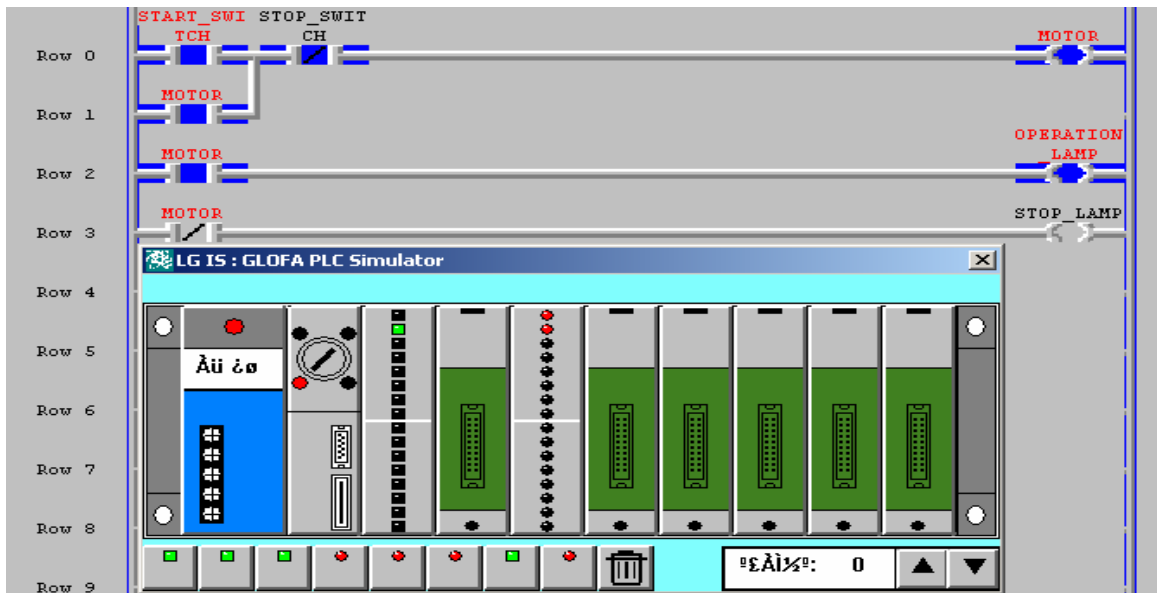 START_SWI STOP_SWIT
TCH CH MOTOR
Row 0
MOTOR
Row 1
OPERATION
MOTOR _LAMP
Row 2
MOTOR STOP_LAMP
Row 3
LG IS : GLOFA PLC Simulator
Row 4
Row 5
Àü ¿ø
Row 6
Row 7
Row 8
º£ÀÌ½º: 0
Row 9